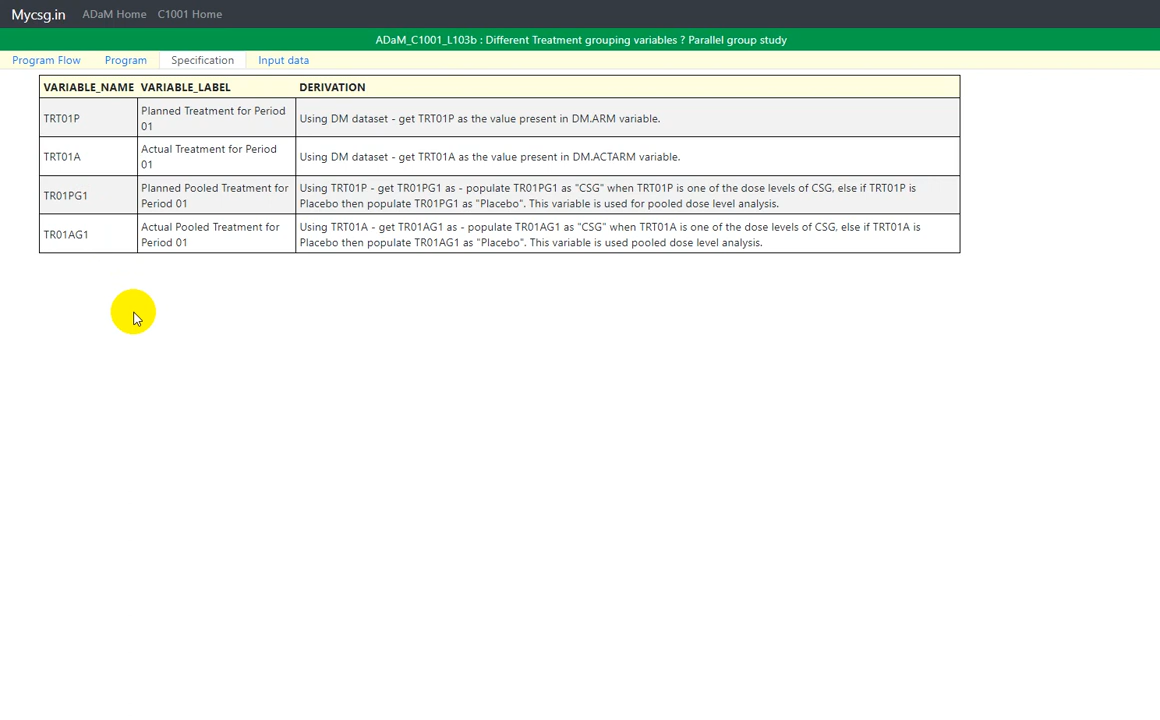 Mycsg.in ADaM Home C1001 Home
ADaM_C1001_L103b : Different Treatment grouping variables ? Parallel group study
Program Flow Program Specification Input data
VARIABLE_NAME VARIABLE_LABEL DERIVATION
TRT01P
Planned Treatment for Period
01
Using DM dataset - get TRT01P as the value present in DM.ARM variable.
TRT01A
Actual Treatment for Period
01
Using DM dataset - get TRT01A as the value present in DM.ACTARM variable.
TR01PG1
Planned Pooled Treatment for
Period 01
Using TRT01P - get TR01PG1 as - populate TR01PG1 as "CSG" when TRT01P is one of the dose levels of CSG, else if TRT01P is
Placebo then populate TR01PG1 as "Placebo". This variable is used for pooled dose level analysis.
TR01AG1
Actual Pooled Treatment for
Period 01
Using TRT01A - get TR01AG1 as - populate TR01AG1 as "CSG" when TRT01A is one of the dose levels of CSG, else if TRT01A is
Placebo then populate TR01AG1 as "Placebo". This variable is used pooled dose level analysis.